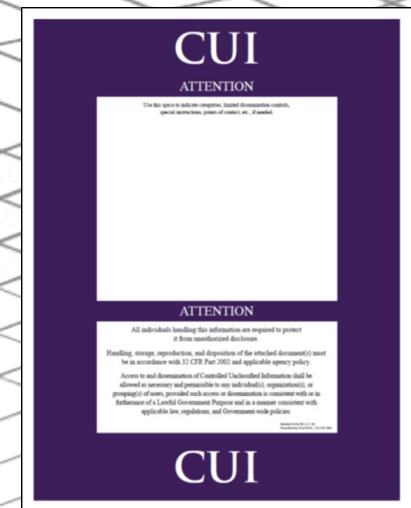 CUI
ATTENTION
Use this space to indicate categories, limited dissemination controls,
special instructions, points of contact, etc., if needed.
ATTENTION
All individuals handling this information are required to protect
it from unauthorized disclosure.
Handling, storage, reproduction, and disposition of the attached document(s) must
be in accordance with 32 CFR Part 2002 and applicable agency policy.
Access to and dissemination of Controlled Unclassified Information shall be
allowed as necessary and permissible to any individual(s), organization(s), or
grouping(s) of users, provided such access or dissemination is consistent with or in
furtherance of a Lawful Government Purpose and in a manner consistent with
applicable law, regulations, and Government-wide policies.
CUI